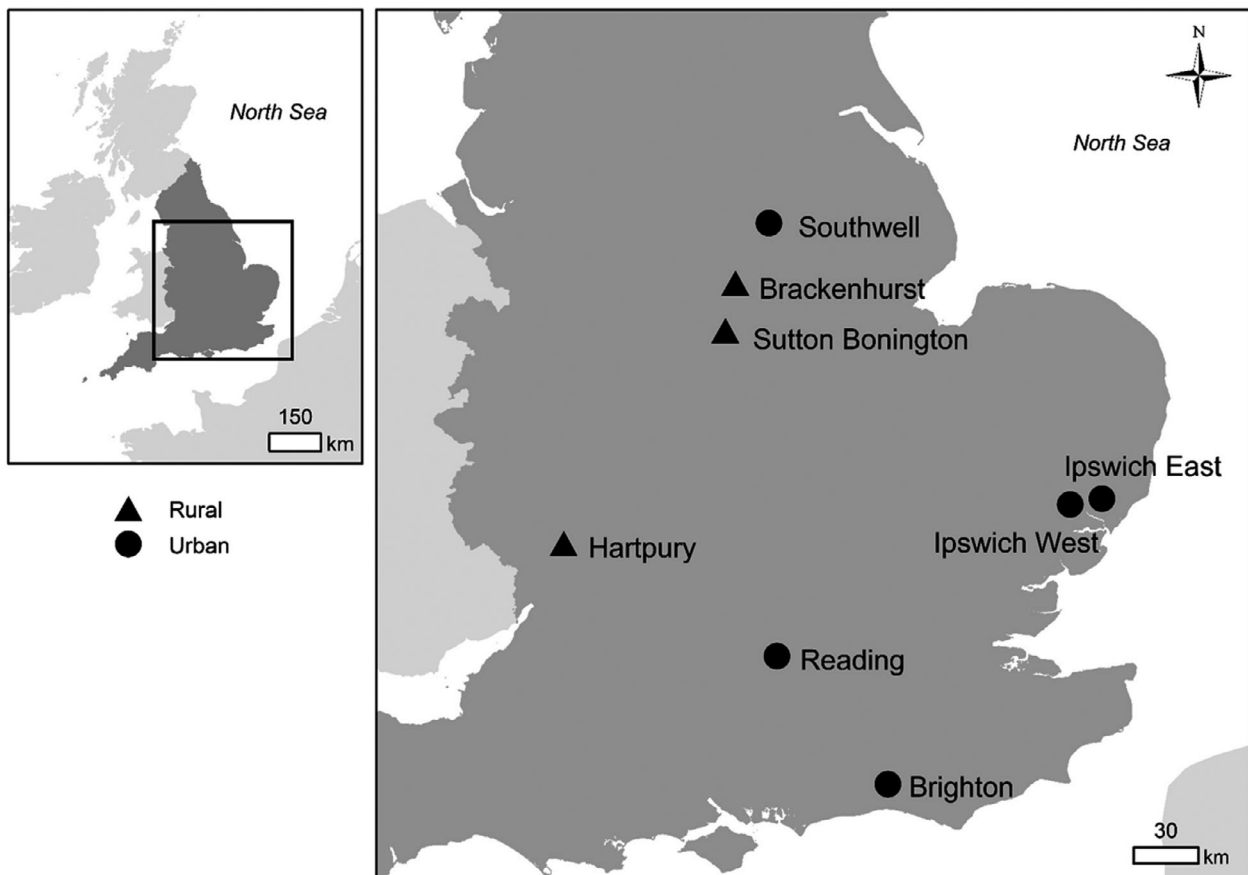 North Sea
150
km
Rural
Urban
N
North Sea
Southwell
Brackenhurst
Sutton Bonington
Ipswich East
Ipswich West
Hartpury
Reading
Brighton
30
km